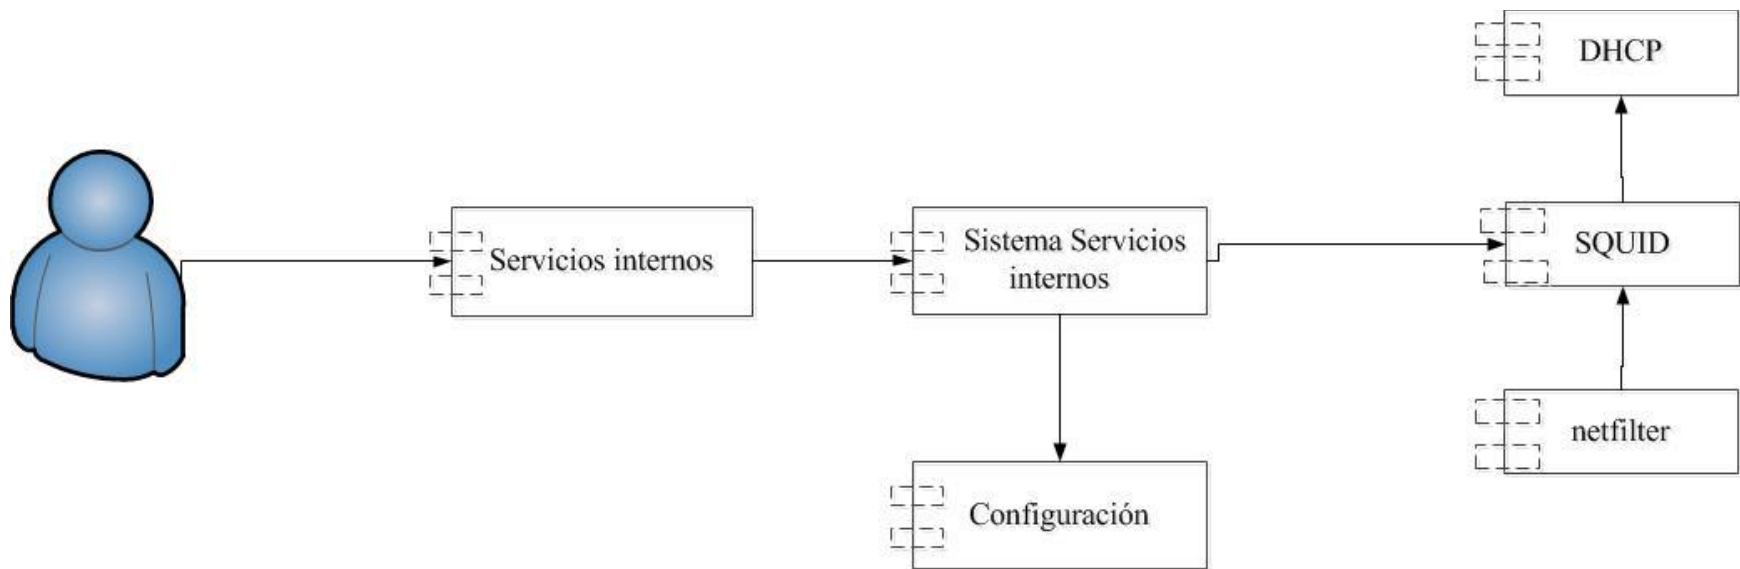 DHCP
Servicios internos
Sistema Servicios
internos
SQUID
netfilter
Configuración